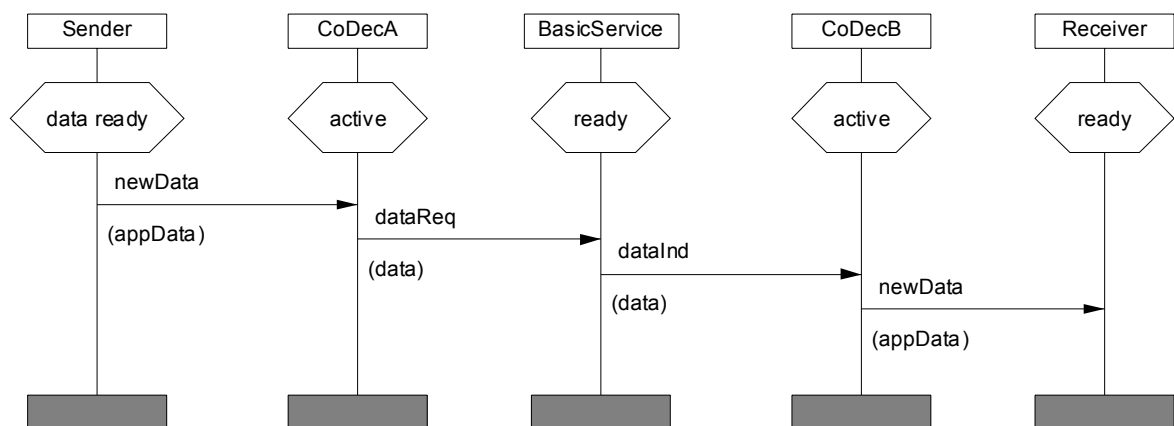 Sender
CoDecA
BasicService
CoDecB
Receiver
data ready
active
ready
active
ready
newData
(appData)
dataReq
(data)
dataInd
(data)
newData
(appData)